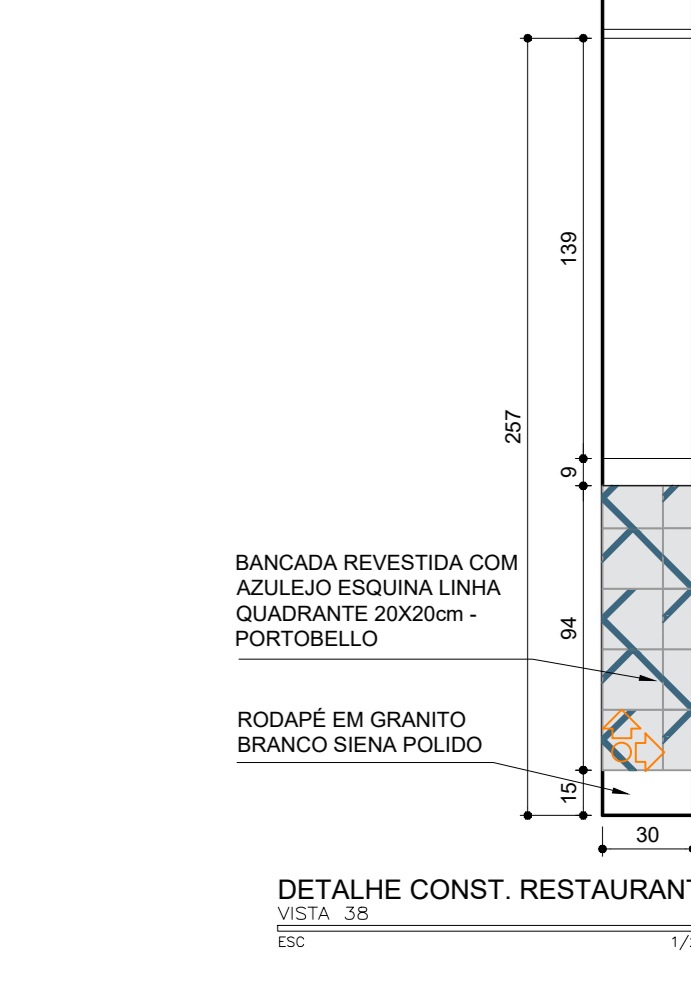 139
257
9
BANCADA REVESTIDA COM
AZULEJO ESQUINA LINHA
QUADRANTE 20X20cm -
PORTOBELLO
94
RODAPÉ EM GRANITO
BRANCO SIENA POLIDO
15
30
DETALHE CONST.
VISTA 38
ESC